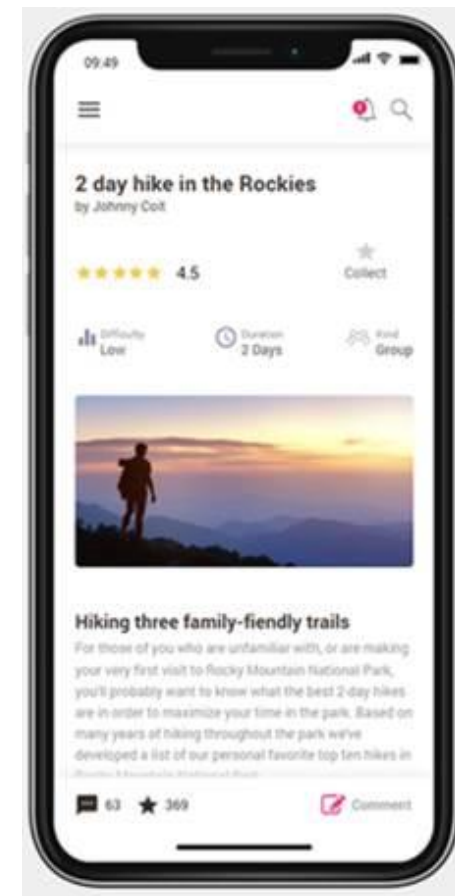 09:49
2 day hike in the Rockies
by Johnny Coit
4.5
Collect
Difficulty
Low
Duration
2 Days
Kind
Group
Hiking three family-fiendly trails
For those of you who are unfamiliar with, or are making
your very first visit to Rocky Mountain National Park,
you'll probably want to know what the best 2 day hikes
are in order to maximize your time in the park. Based on
many years of hiking throughout the park we've
developed a list of our personal favorite top ten hikes in
Rocky Mountain National Park
63
369
Comment